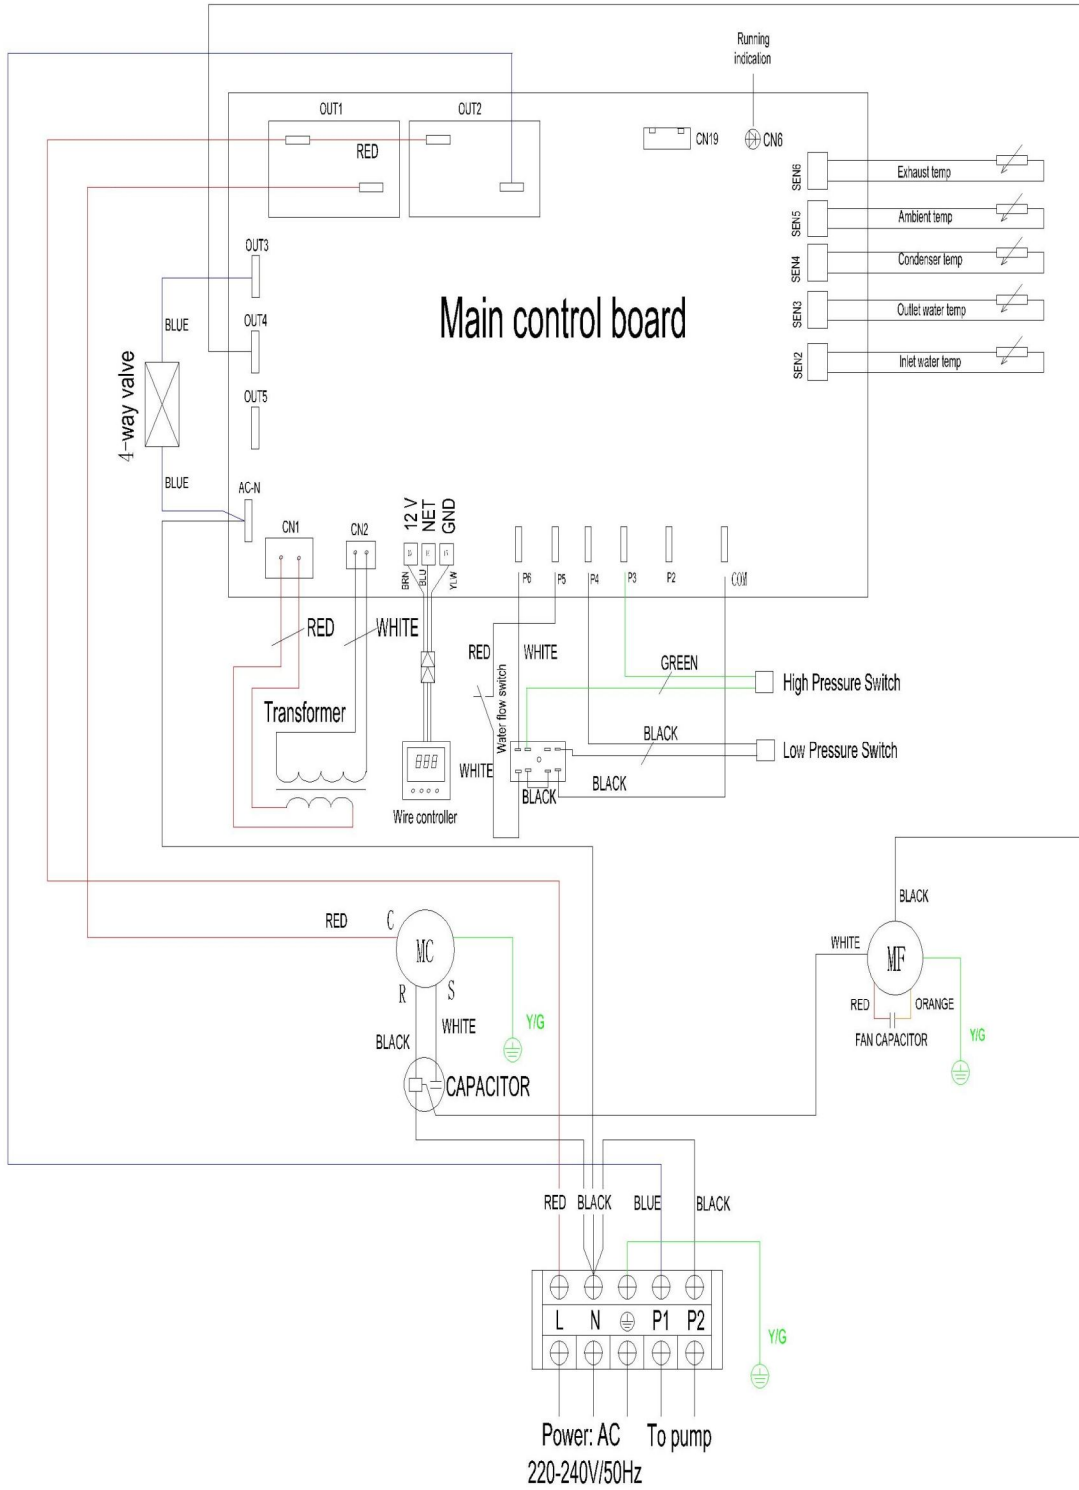 Running
indication
OUT1
OUT2
CN19
CN6
RED
SEN6
Exhaust temp
SEN5
Ambient temp
SEN4
Condenser temp
SEN3
Outlet water temp
SEN2
Inlet water temp
OUT3
BLUE
OUT4
Main control board
4-way valve
OUT5
BLUE
AC-N
CN1
CN2
12 V
NET
GND
BRN
BLU
YLW
P6
P5
P4
P3
P2
COM
RED
WHITE
RED
WHITE
Water flow switch
GREEN
High Pressure Switch
Transformer
BLACK
Low Pressure Switch
WHITE
BLACK
BLACK
888
Wire controller
RED
C
MC
R
S
BLACK
WHITE
Y/G
CAPACITOR
BLACK
WHITE
MF
RED
ORANGE
FAN CAPACITOR
Y/G
RED
BLACK
BLUE
BLACK
L
N
P1
P2
Y/G
Power: AC
220-240V/50Hz
To pump